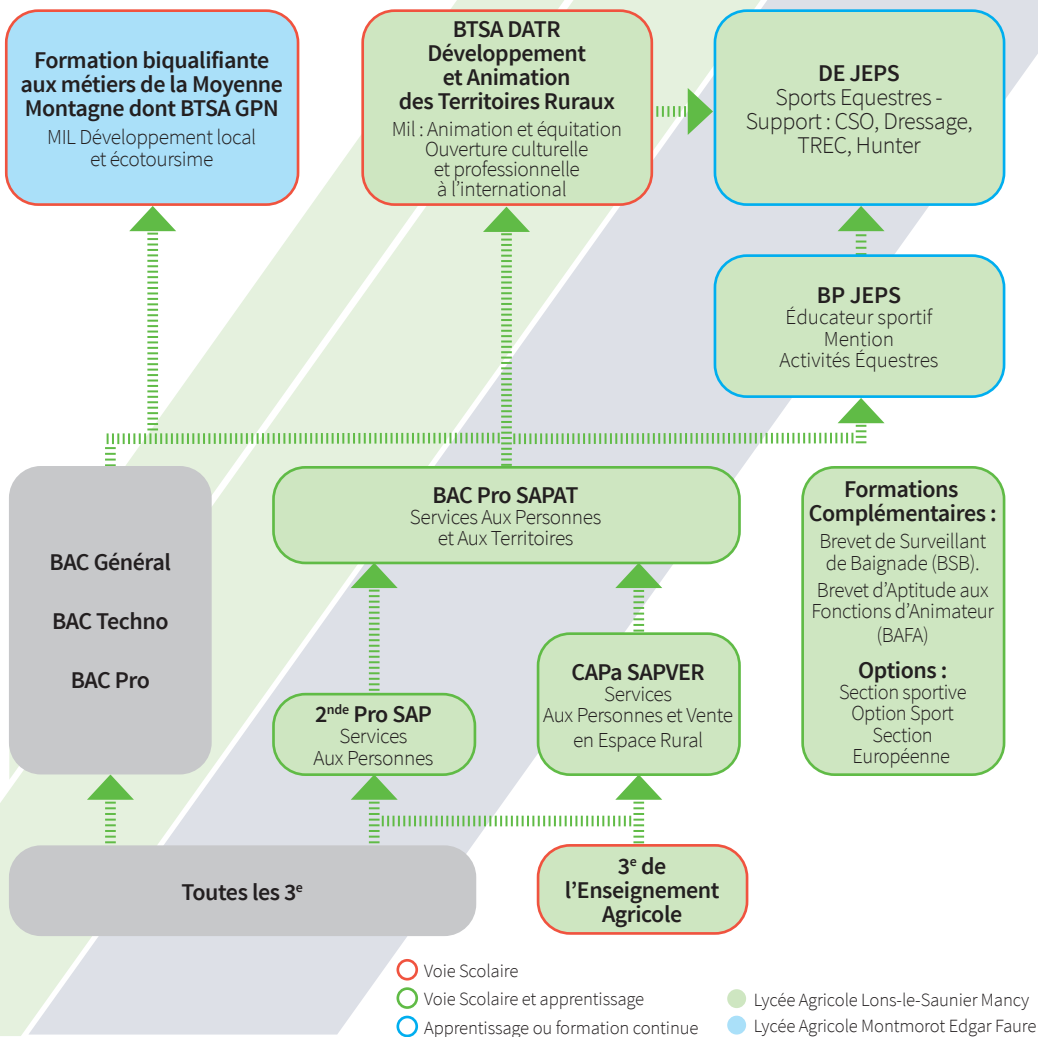 Formation biqualifiante
aux métiers de la Moyenne
Montagne dont BTSA GPN
MIL Développement local
et écotoursime
BTSA DATR
Développement
et Animation
des Territoires Ruraux
Mil : Animation et équitation
Ouverture culturelle
et professionnelle
à l'international
DE JEPS
Sports Equestres -
Support : CSO, Dressage,
TREC, Hunter
BP JEPS
Éducateur sportif
Mention
Activités Équestres
BAC Général
BAC Techno
BAC Pro
BAC Pro SAPAT
Services Aux Personnes
et Aux Territoires
Formations
Complémentaires :
Brevet de Surveillant
de Baignade (BSB).
Brevet d'Aptitude aux
Fonctions d'Animateur
(BAFA)
Options :
Section sportive
Option Sport
Section
Européenne
2nde Pro SAP
Services
Aux Personnes
CAPa SAPVER
Services
Aux Personnes et Vente
en Espace Rural
Toutes les 3e
3e de
l'Enseignement
Agricole
Voie Scolaire
Voie Scolaire et apprentissage
Apprentissage ou formation continue
Lycée Agricole Lons-le-Saunier Mancy
Lycée Agricole Montmorot Edgar Faure